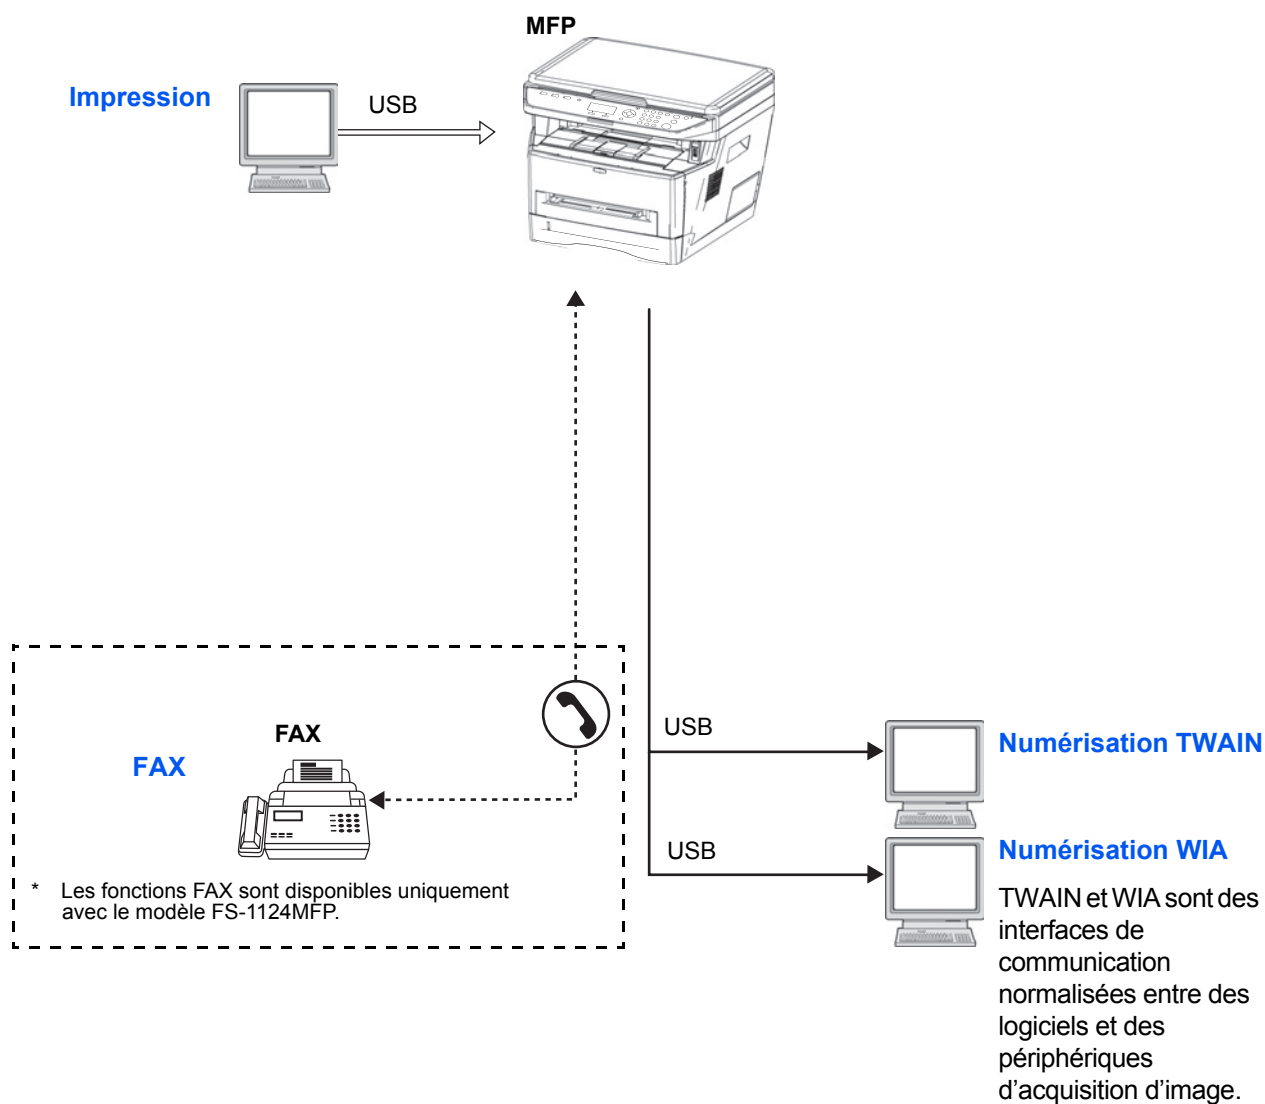 MFP
Impression
USB
USB
Numérisation TWAIN
FAX
FAX
USB
Numérisation WIA
* Les fonctions FAX sont disponibles uniquement
avec le modèle FS-1124MFP.
TWAIN et WIA sont des
interfaces de
communication
normalisées entre des
logiciels et des
périphériques
d’acquisition d’image.